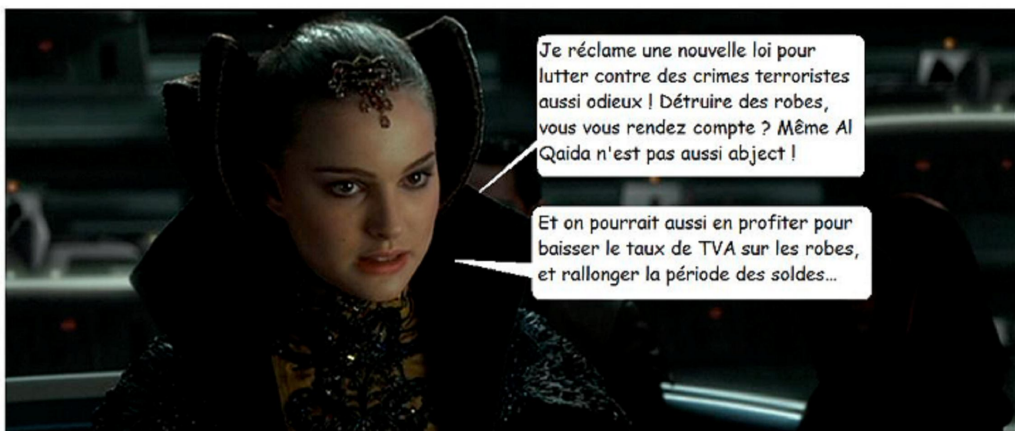 Je réclame une nouvelle loi pour
lutter contre des crimes terroristes
aussi odieux ! Détruire des robes,
vous vous rendez compte ? Même Al
Qaida n'est pas aussi abject !
Et on pourrait aussi en profiter pour
baisser le taux de TVA sur les robes,
et rallonger la période des soldes...